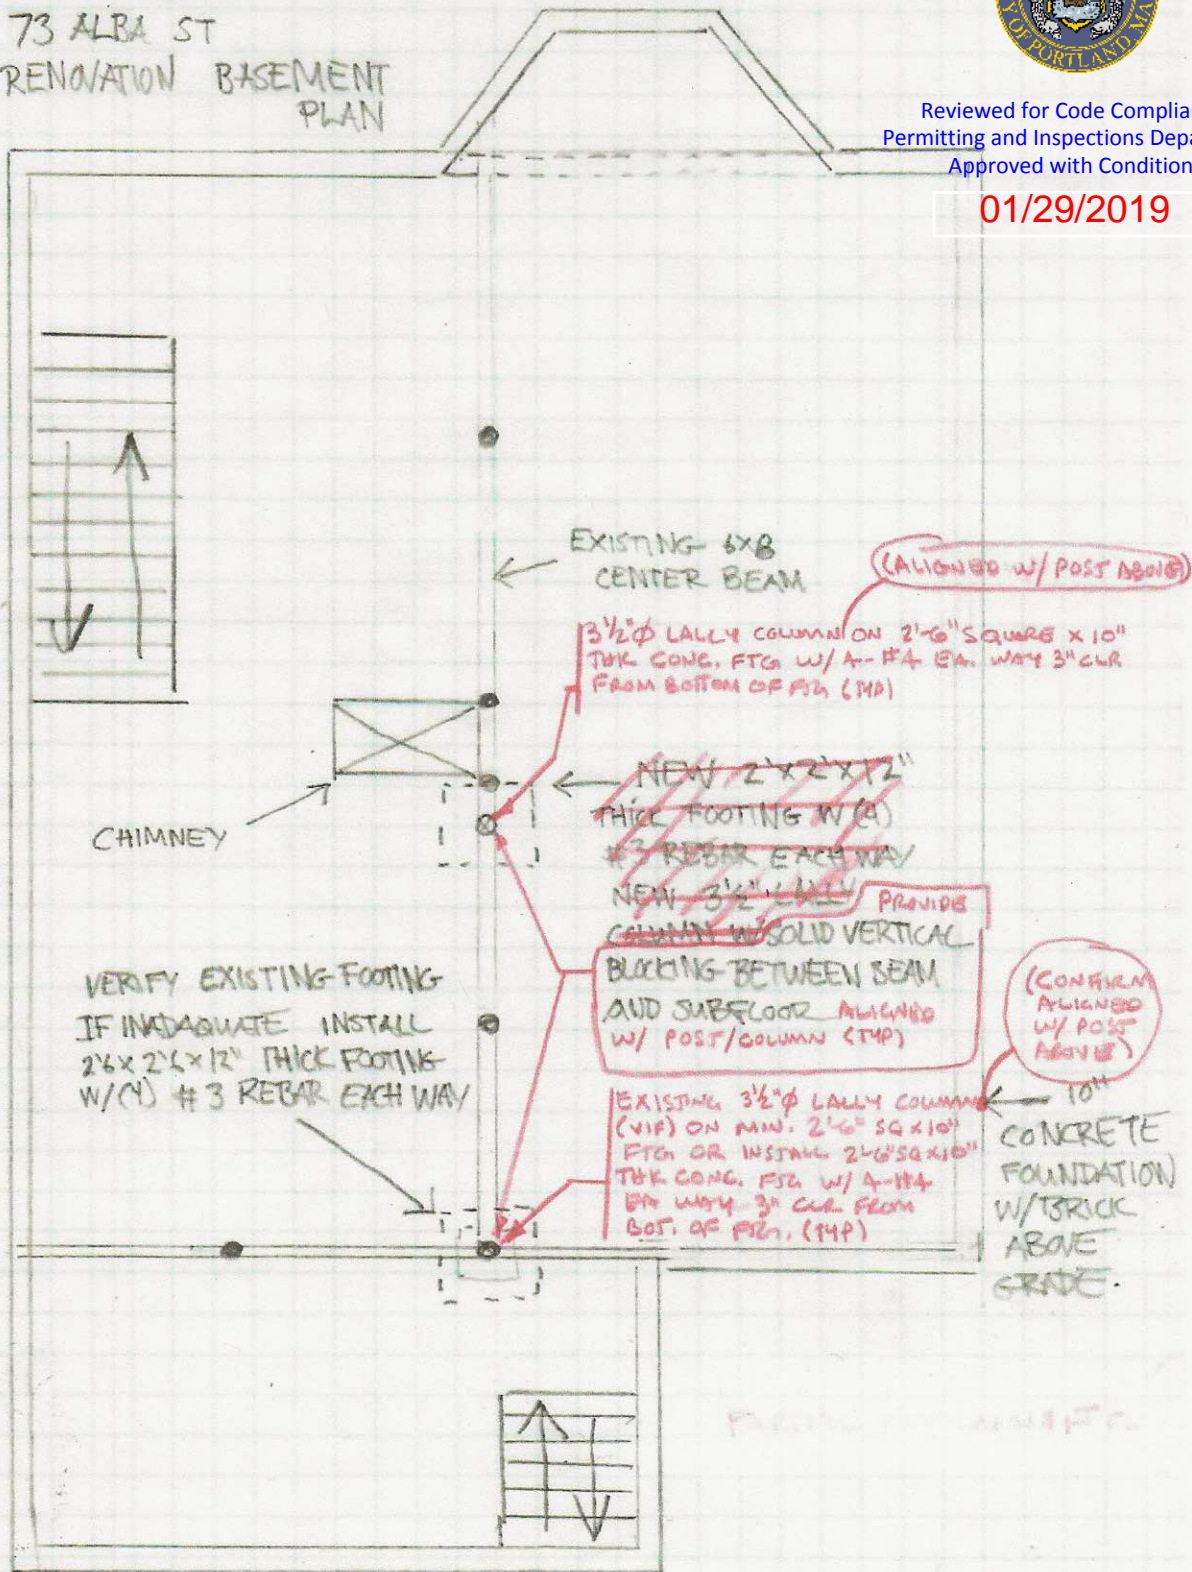 73 ALBA ST
RENOVATION BASEMENT
PLAN
OF PORTLAND
Reviewed for Code Complia
Permitting and Inspections Depa
Approved with Condition
01/29/2019
EXISTING 6X8
CENTER BEAM
(ALIGNED W/ POST ABOVE)
3½"Ø LALLY COLUMN ON 2'-6" SQUARE X 10"
THK CONC. FTG W/ 4-#4 EA. WAY 3" CLR
FROM BOTTOM OF FTG (TYP)
CHIMNEY
NEW 2'X2'X12"
THICK FOOTING W (4)
#3 REBAR EACH WAY
NEW 3½" LALLY
COLUMN W/ SOLID VERTICAL
PROVIDE
BLOCKING BETWEEN BEAM
AND SUBFLOOR ALIGNED
W/ POST/COLUMN (TYP)
VERIFY EXISTING FOOTING
IF INADAQUATE INSTALL
2'6 X 2'6 X 12" THICK FOOTING
W/(4) #3 REBAR EACH WAY
(CONFIRM
ALIGNED
W/ POST
ABOVE)
EXISTING 3½"Ø LALLY COLUMN
(VIF) ON MIN. 2'-6" SQ X10"
FTG OR INSTALL 2'-6"SQ X10"
THK CONC. FTG W/ 4-#4
EA WAY 3" CLR FROM
BOT. OF FTG. (TYP)
10"
CONCRETE
FOUNDATION
W/BRICK
ABOVE
GRADE.